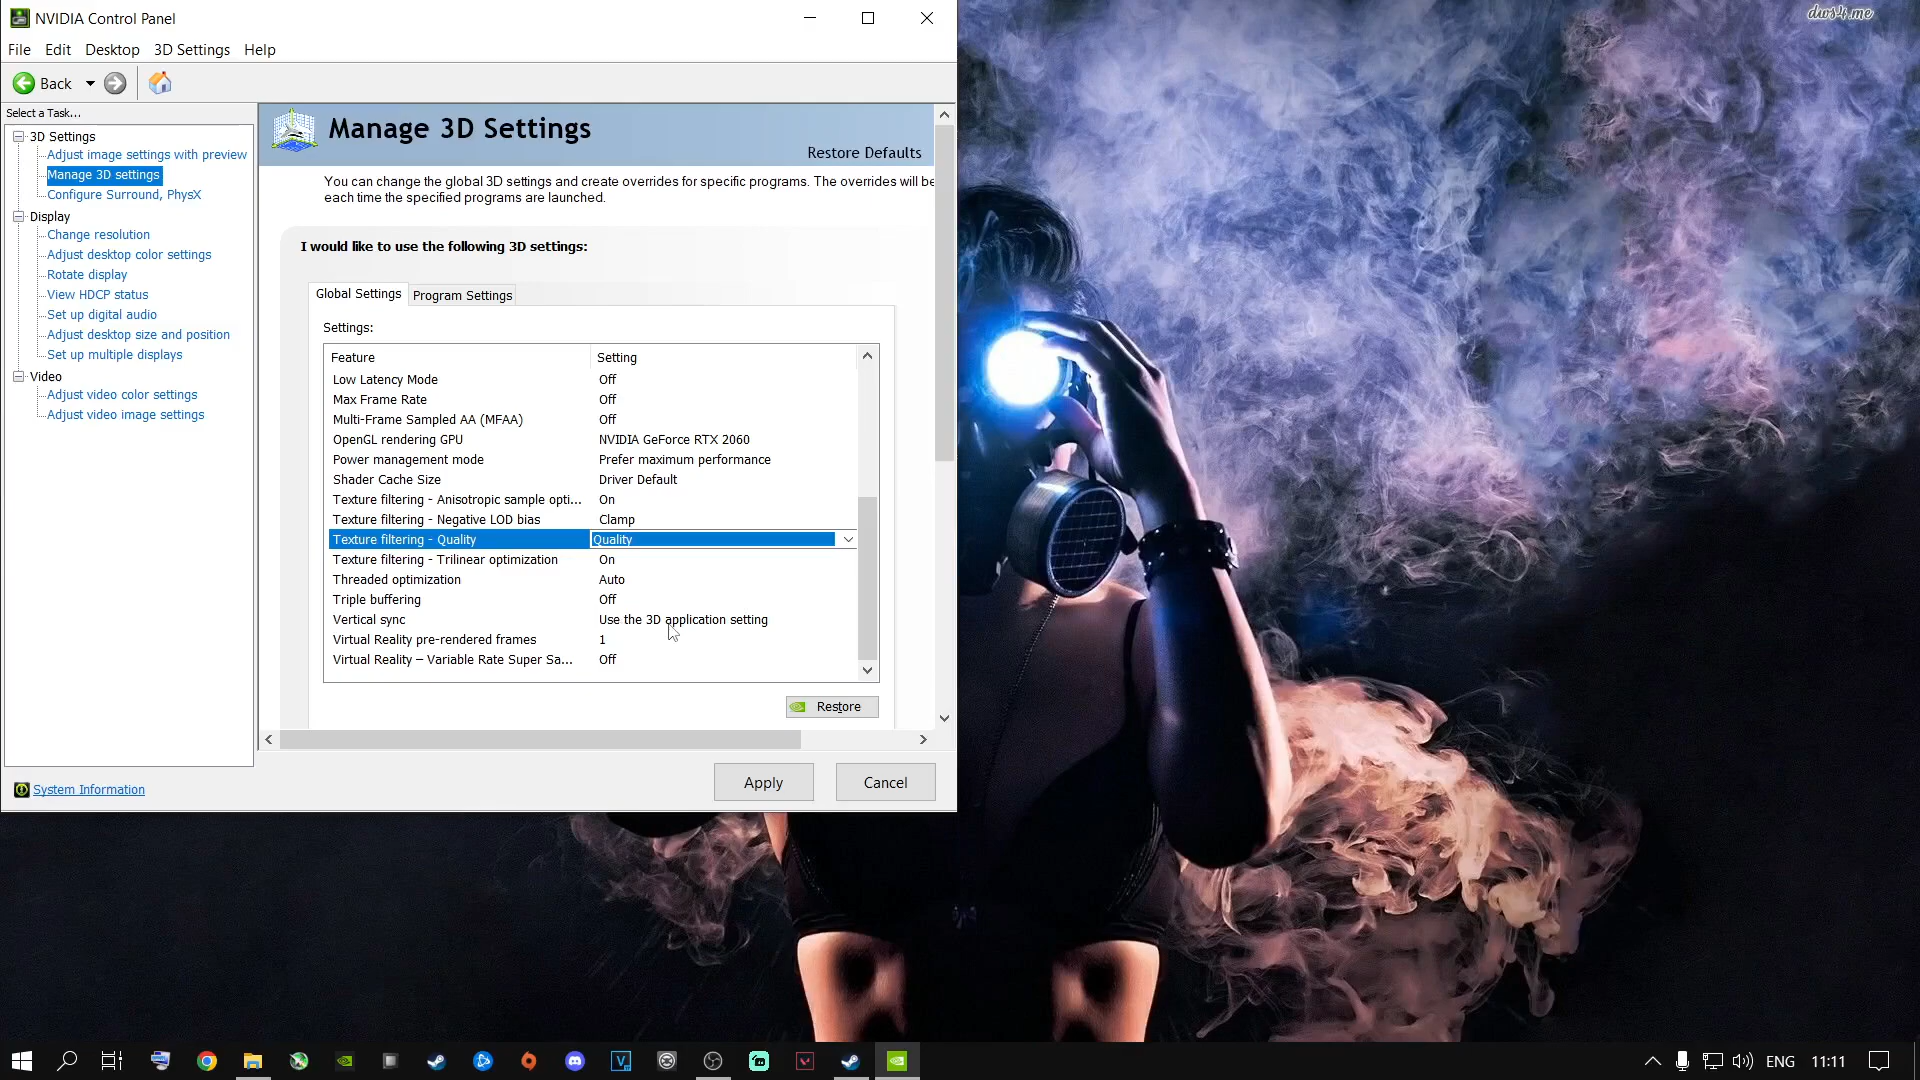 NVIDIA Control Panel
dws4.me
File Edit Desktop 3D Settings Help
Back
Select a Task...
3D Settings
Adjust image settings with preview
Manage 3D settings
Configure Surround, PhysX
Display
Change resolution
Adjust desktop color settings
Rotate display
View HDCP status
Set up digital audio
Adjust desktop size and position
Set up multiple displays
Video
Adjust video color settings
Adjust video image settings
System Information
Manage 3D Settings
Restore Defaults
You can change the global 3D settings and create overrides for specific programs. The overrides will be
each time the specified programs are launched.
I would like to use the following 3D settings:
Global Settings Program Settings
Settings:
Feature Setting
Low Latency Mode Off
Max Frame Rate Off
Multi-Frame Sampled AA (MFAA) Off
OpenGL rendering GPU NVIDIA GeForce RTX 2060
Power management mode Prefer maximum performance
Shader Cache Size Driver Default
Texture filtering - Anisotropic sample opti... On
Texture filtering - Negative LOD bias Clamp
Texture filtering - Quality Quality
Texture filtering - Trilinear optimization On
Threaded optimization Auto
Triple buffering Off
Vertical sync Use the 3D application setting
Virtual Reality pre-rendered frames 1
Virtual Reality – Variable Rate Super Sa... Off
Restore
Apply Cancel
ENG 11:11